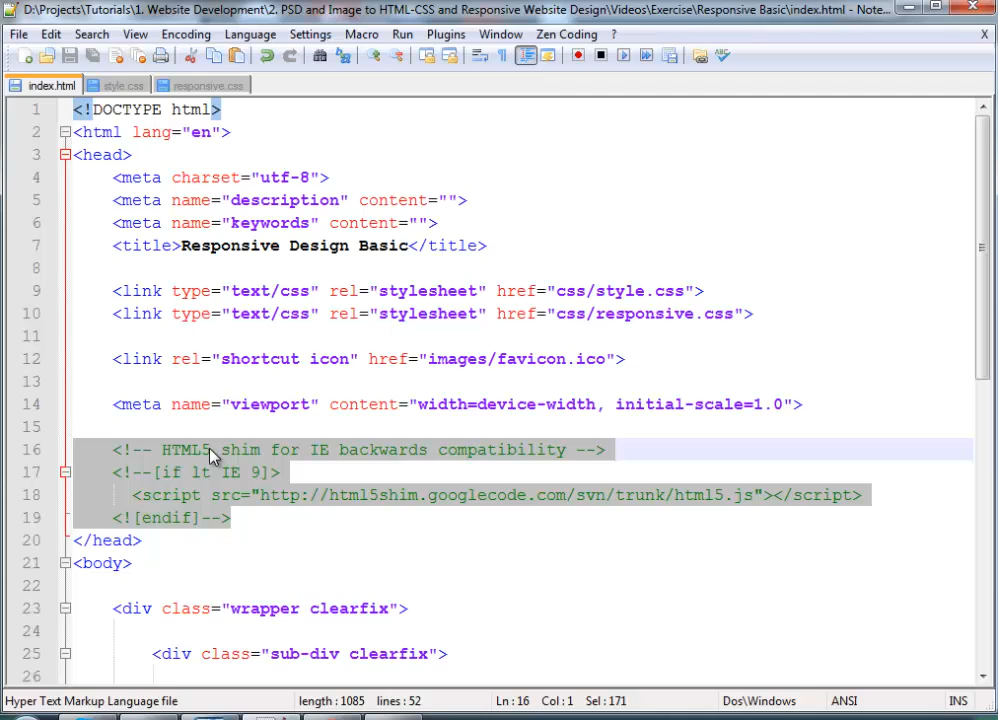 D:\Projects\Tutorials\1. Website Development\2. PSD and Image to HTML-CSS and Responsive Website Design\Videos\Exercise\Responsive Basic\index.html - Note...
File Edit Search View Encoding Language Settings Macro Run Plugins Window Zen Coding ? X
index.html style.css responsive.css
1 <!DOCTYPE html>
2 <html lang="en">
3 <head>
4 <meta charset="utf-8">
5 <meta name="description" content="">
6 <meta name="keywords" content="">
7 <title>Responsive Design Basic</title>
8
9 <link type="text/css" rel="stylesheet" href="css/style.css">
10 <link type="text/css" rel="stylesheet" href="css/responsive.css">
11
12 <link rel="shortcut icon" href="images/favicon.ico">
13
14 <meta name="viewport" content="width=device-width, initial-scale=1.0">
15
16 <!-- HTML5 shim for IE backwards compatibility -->
17 <!--[if lt IE 9]>
18 <script src="http://html5shim.googlecode.com/svn/trunk/html5.js"></script>
19 <![endif]-->
20 </head>
21 <body>
22
23 <div class="wrapper clearfix">
24
25 <div class="sub-div clearfix">
26
Hyper Text Markup Language file length : 1085 lines : 52 Ln : 16 Col : 1 Sel : 171 Dos\Windows ANSI INS